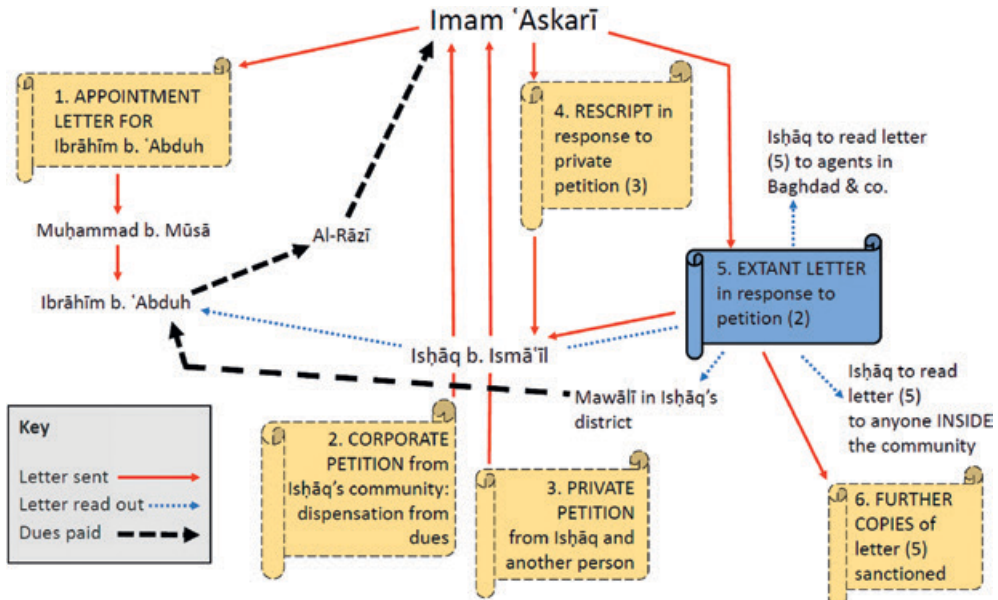 Imam ʿAskarī
1. APPOINTMENT
LETTER FOR
Ibrāhīm b. ʿAbduh
4. RESCRIPT in
response to
private
petition (3)
Isḥāq to read letter
(5) to agents in
Baghdad & co.
Muḥammad b. Mūsā
Al-Rāzī
Ibrāhīm b. ʿAbduh
5. EXTANT LETTER
in response to
petition (2)
Isḥāq b. Ismāʿīl
Mawālī in Isḥāq’s
district
Isḥāq to read
letter (5)
to anyone INSIDE
the community
Key
Letter sent
Letter read out
Dues paid
2. CORPORATE
PETITION from
Isḥāq’s community:
dispensation from
dues
3. PRIVATE
PETITION
from Isḥāq and
another person
6. FURTHER
COPIES of
letter (5)
sanctioned